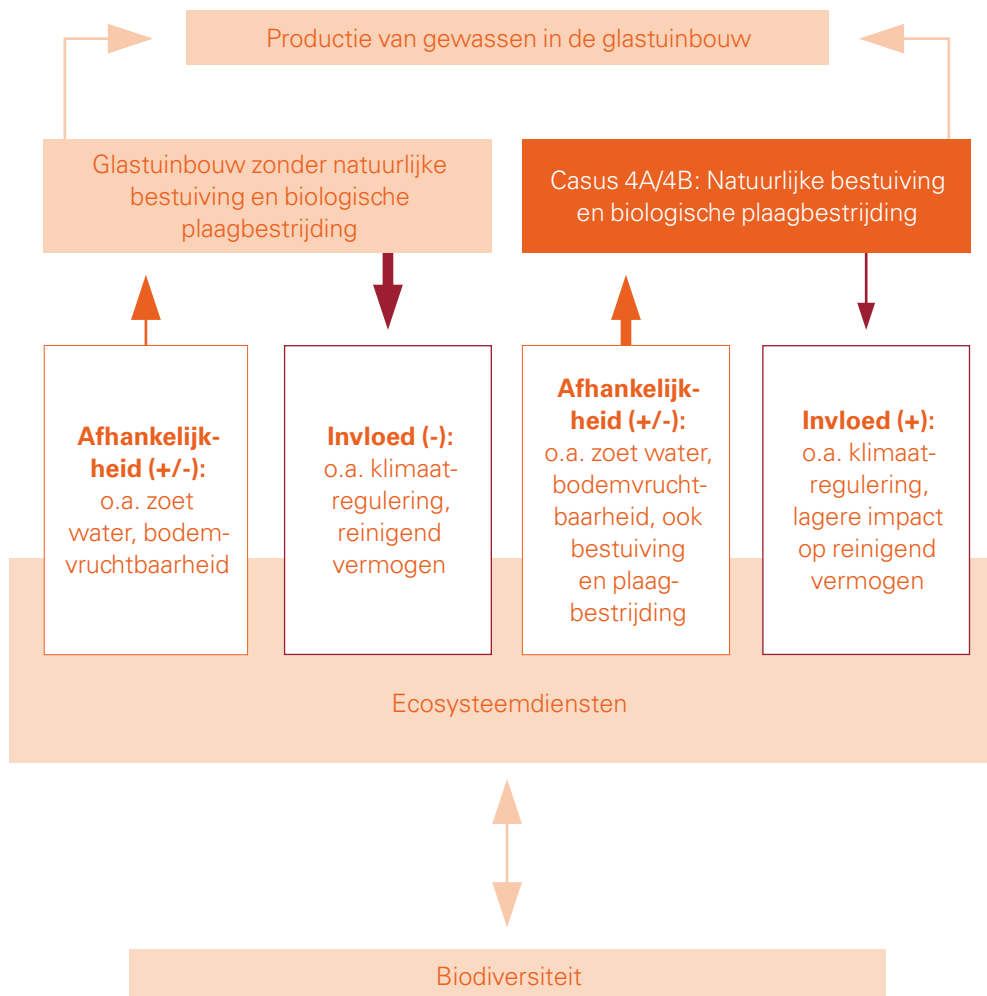 Productie van gewassen in de glastuinbouw
Glastuinbouw zonder natuurlijke
bestuiving en biologische
plaagbestrijding
Casus 4A/4B: Natuurlijke bestuiving
en biologische plaagbestrijding
Afhankelijk-
heid (+/-):
o.a. zoet
water, bodem-
vruchtbaarheid
Invloed (-):
o.a. klimaat-
regulering,
reinigend
vermogen
Afhankelijk-
heid (+/-):
o.a. zoet water,
bodemvrucht-
baarheid, ook
bestuiving
en plaag-
bestrijding
Invloed (+):
o.a. klimaat-
regulering,
lagere impact
op reinigend
vermogen
Ecosysteemdiensten
Biodiversiteit